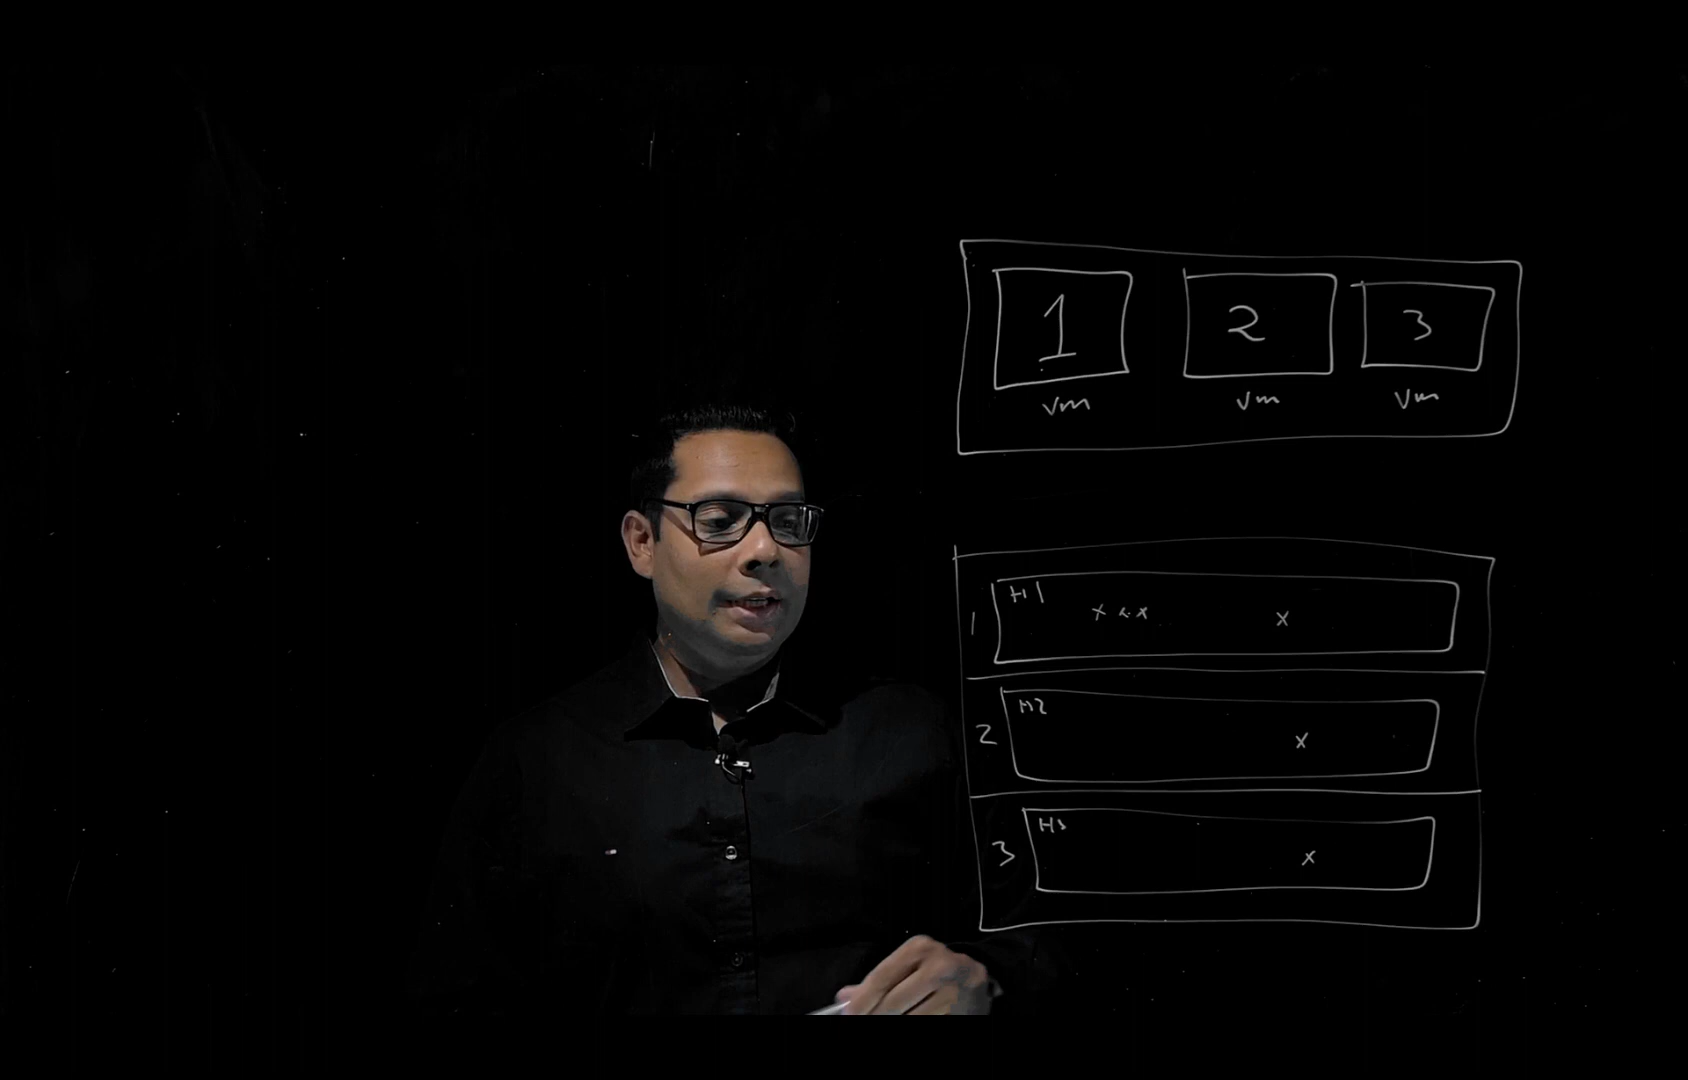 1 2 3
vm vm vm
1 H1 x x x x
2 H2 x
3 H3 x